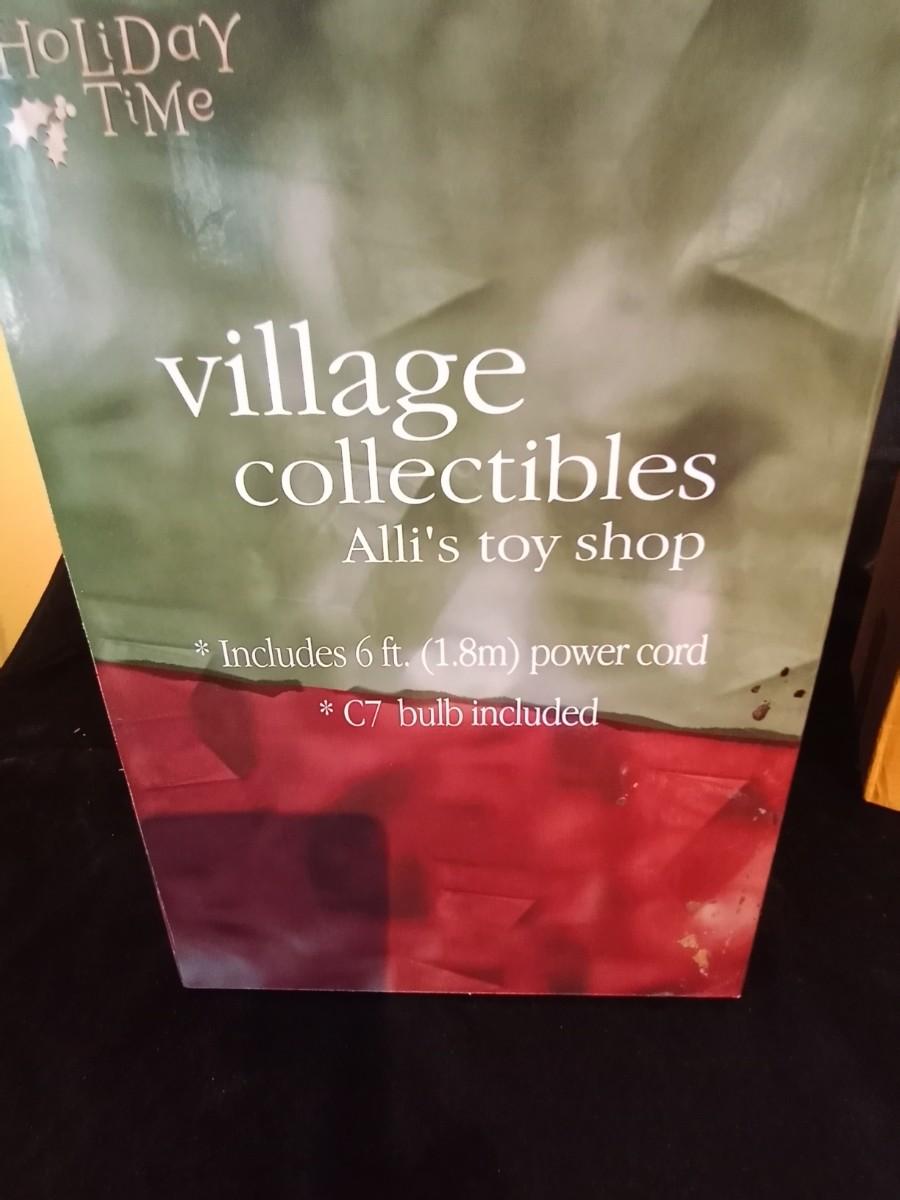 HoLiDaY
TiMe
village
collectibles
Alli's toy shop
* Includes 6 ft. (1.8m) power cord
* C7 bulb included